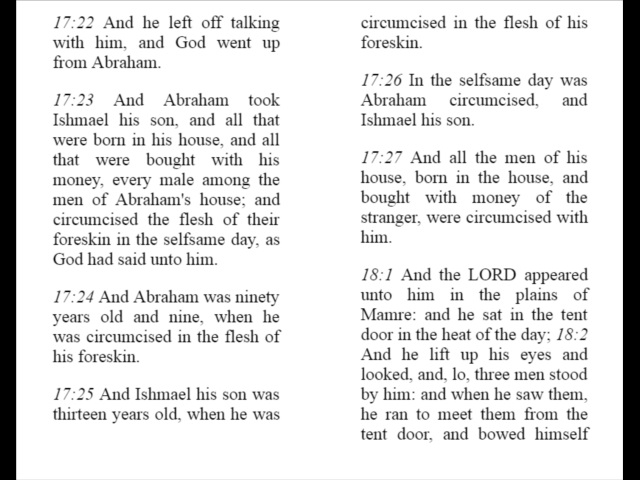 17:22 And he left off talking
with him, and God went up
from Abraham.
17:23 And Abraham took
Ishmael his son, and all that
were born in his house, and all
that were bought with his
money, every male among the
men of Abraham's house; and
circumcised the flesh of their
foreskin in the selfsame day, as
God had said unto him.
17:24 And Abraham was ninety
years old and nine, when he
was circumcised in the flesh of
his foreskin.
17:25 And Ishmael his son was
thirteen years old, when he was
circumcised in the flesh of his
foreskin.
17:26 In the selfsame day was
Abraham circumcised, and
Ishmael his son.
17:27 And all the men of his
house, born in the house, and
bought with money of the
stranger, were circumcised with
him.
18:1 And the LORD appeared
unto him in the plains of
Mamre: and he sat in the tent
door in the heat of the day; 18:2
And he lift up his eyes and
looked, and, lo, three men stood
by him: and when he saw them,
he ran to meet them from the
tent door, and bowed himself